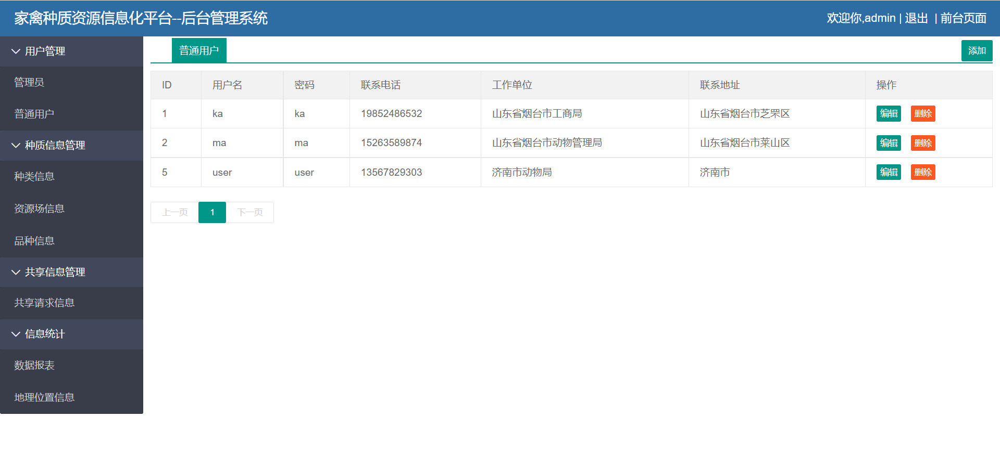 家禽种质资源信息化平台--后台管理系统
欢迎你,admin | 退出 | 前台页面
用户管理
管理员
普通用户
种质信息管理
种类信息
资源场信息
品种信息
共享信息管理
共享请求信息
信息统计
数据报表
地理位置信息
普通用户
添加
ID 用户名 密码 联系电话 工作单位 联系地址 操作
1 ka ka 19852486532 山东省烟台市工商局 山东省烟台市芝罘区 编辑 删除
2 ma ma 15263589874 山东省烟台市动物管理局 山东省烟台市莱山区 编辑 删除
5 user user 13567829303 济南市动物局 济南市 编辑 删除
上一页 1 下一页